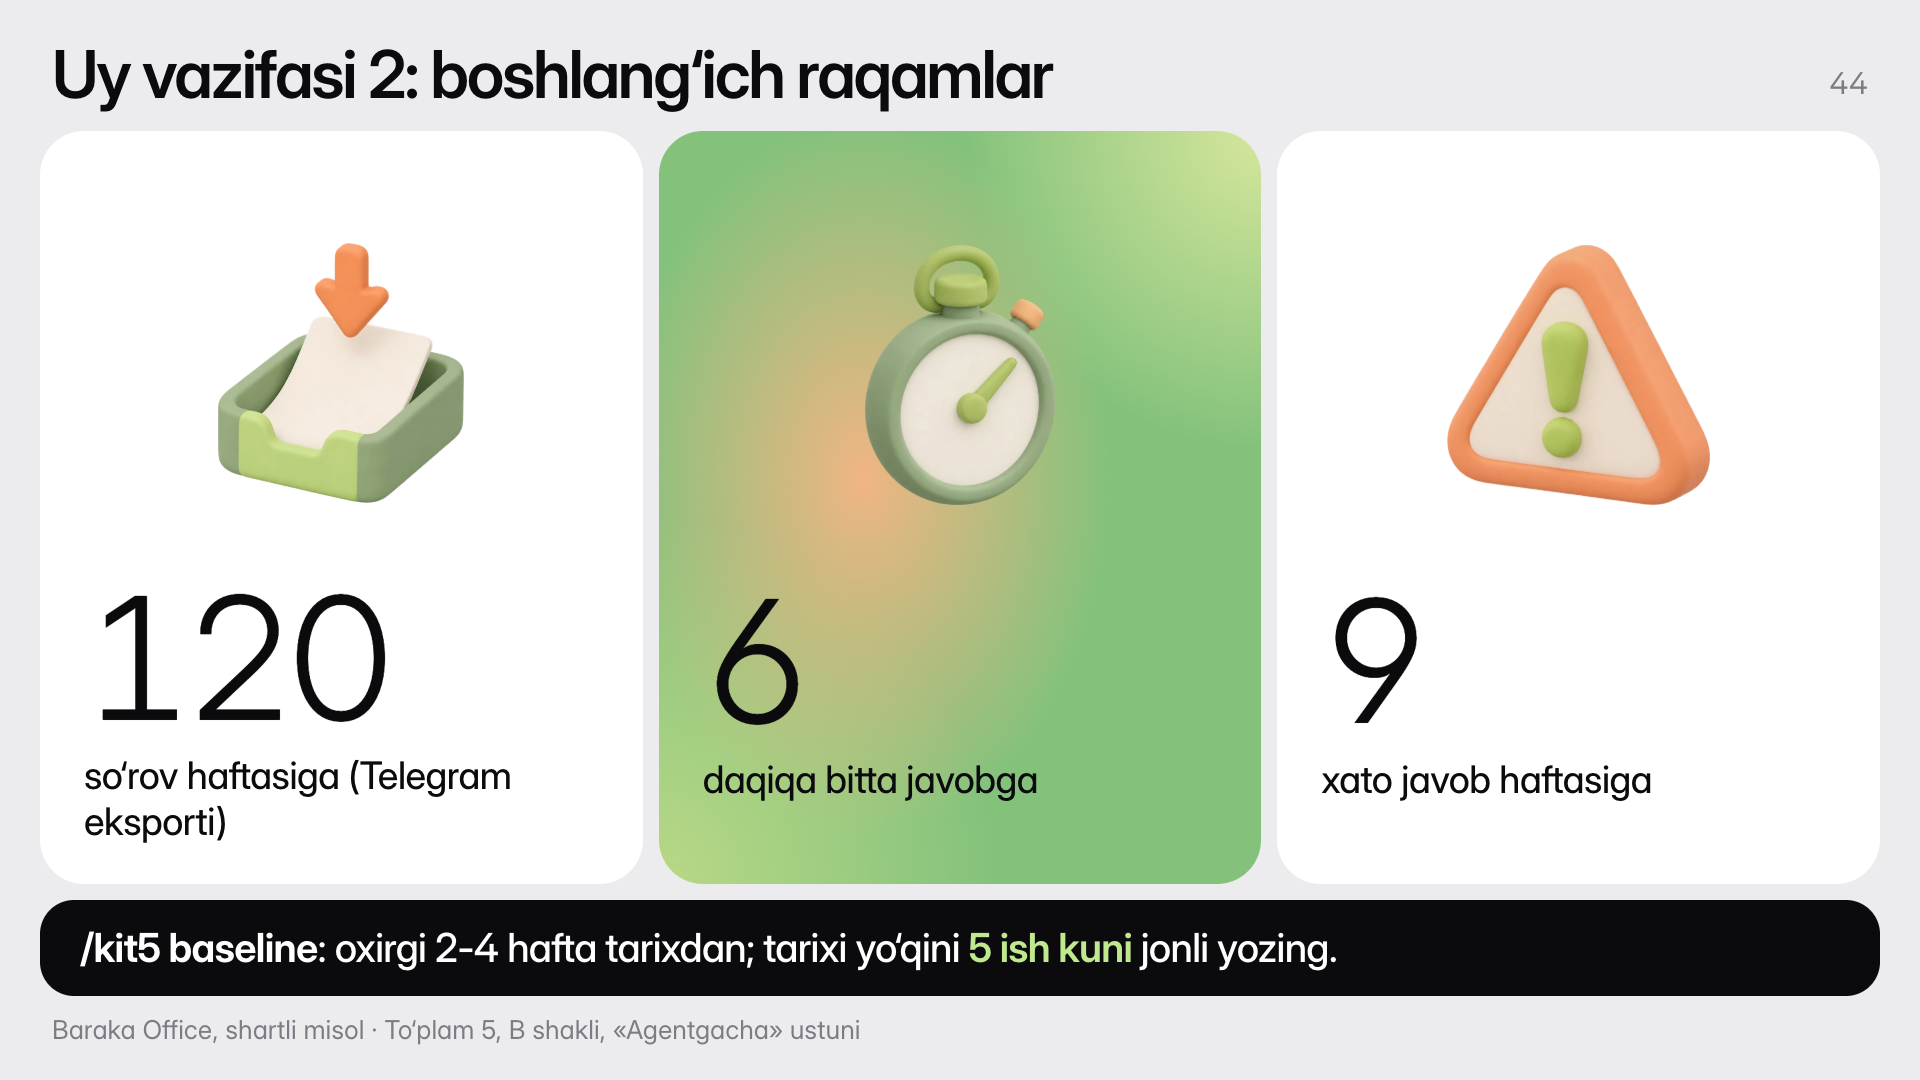 Uy vazifasi 2: boshlang‘ich raqamlar
44
120
so‘rov haftasiga (Telegram
eksporti)
6
daqiqa bitta javobga
9
xato javob haftasiga
/kit5 baseline: oxirgi 2-4 hafta tarixdan; tarixi yo‘qini 5 ish kuni jonli yozing.
Baraka Office, shartli misol · To‘plam 5, B shakli, «Agentgacha» ustuni